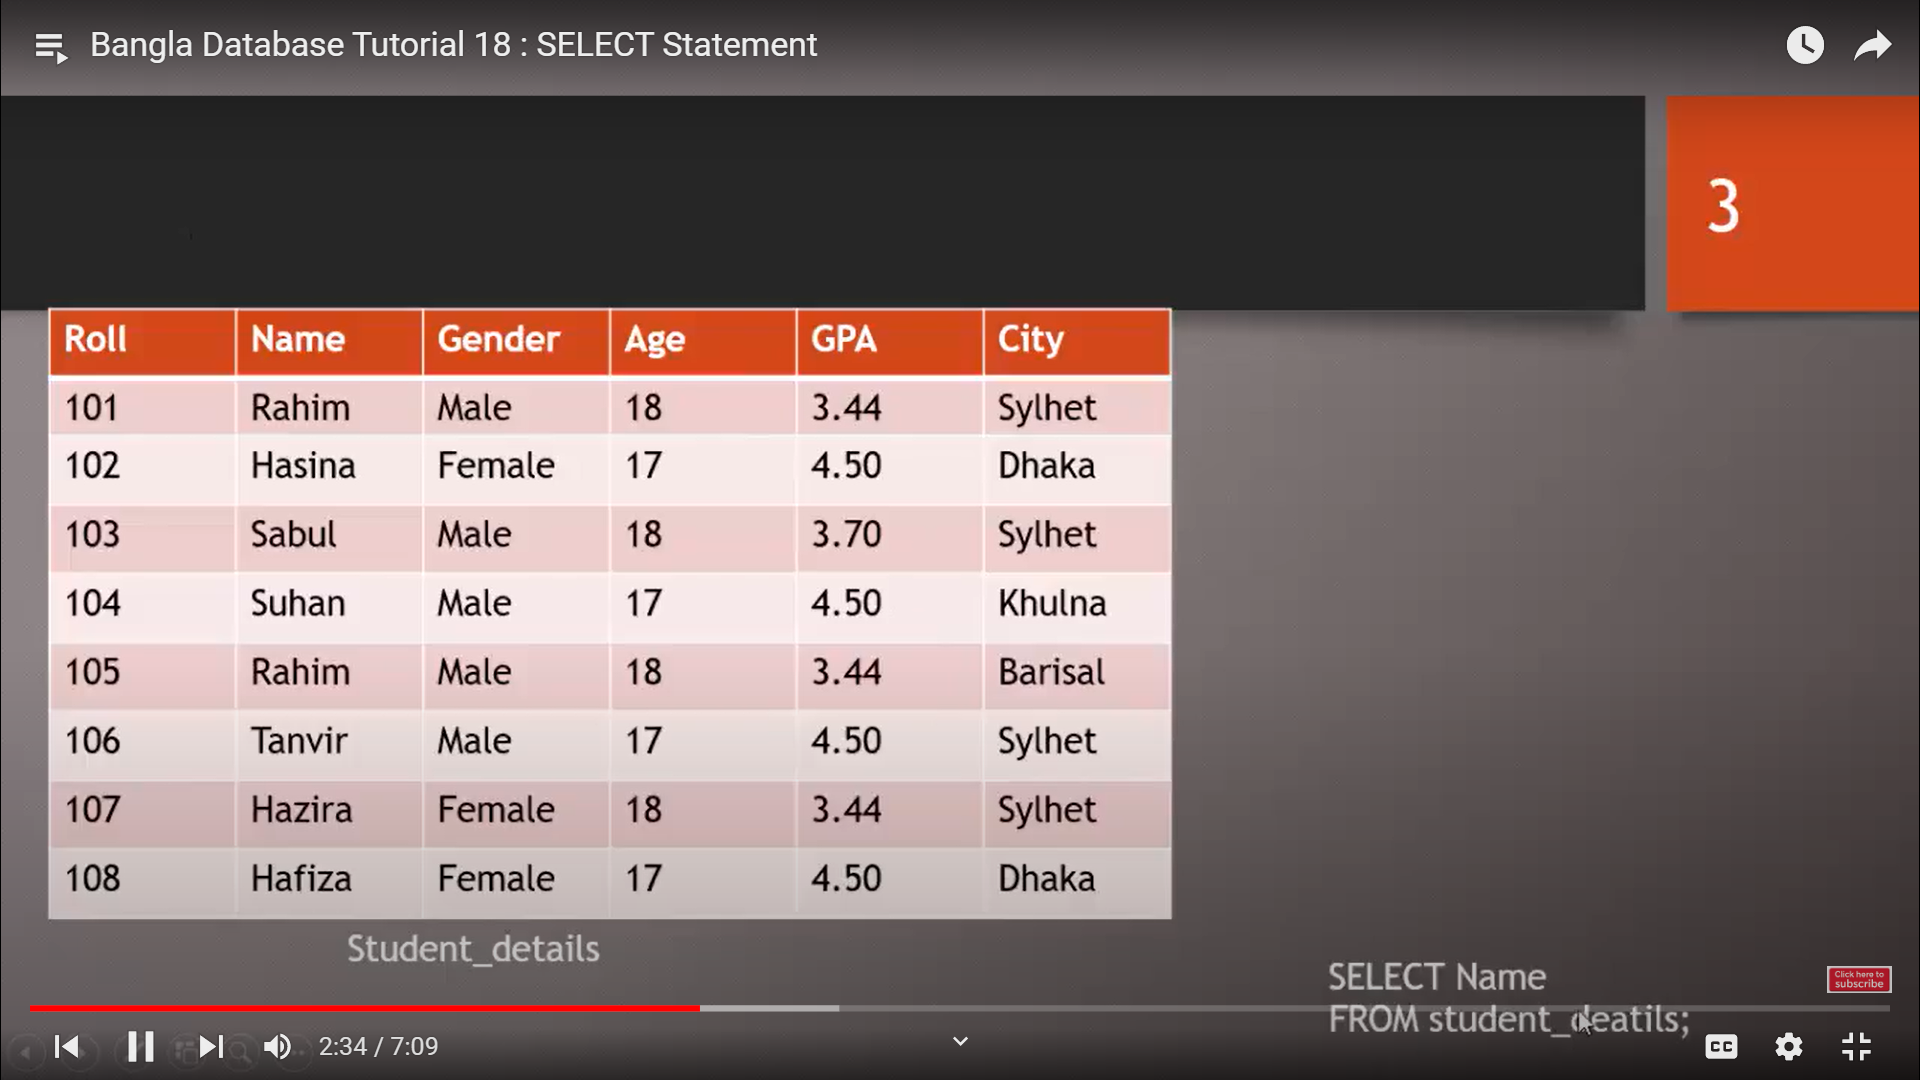 Bangla Database Tutorial 18 : SELECT Statement
3
Roll Name Gender Age GPA City
101 Rahim Male 18 3.44 Sylhet
102 Hasina Female 17 4.50 Dhaka
103 Sabul Male 18 3.70 Sylhet
104 Suhan Male 17 4.50 Khulna
105 Rahim Male 18 3.44 Barisal
106 Tanvir Male 17 4.50 Sylhet
107 Hazira Female 18 3.44 Sylhet
108 Hafiza Female 17 4.50 Dhaka
Student_details
SELECT Name
FROM student_deatils;
Click here to
subscribe
2:34 / 7:09
CC